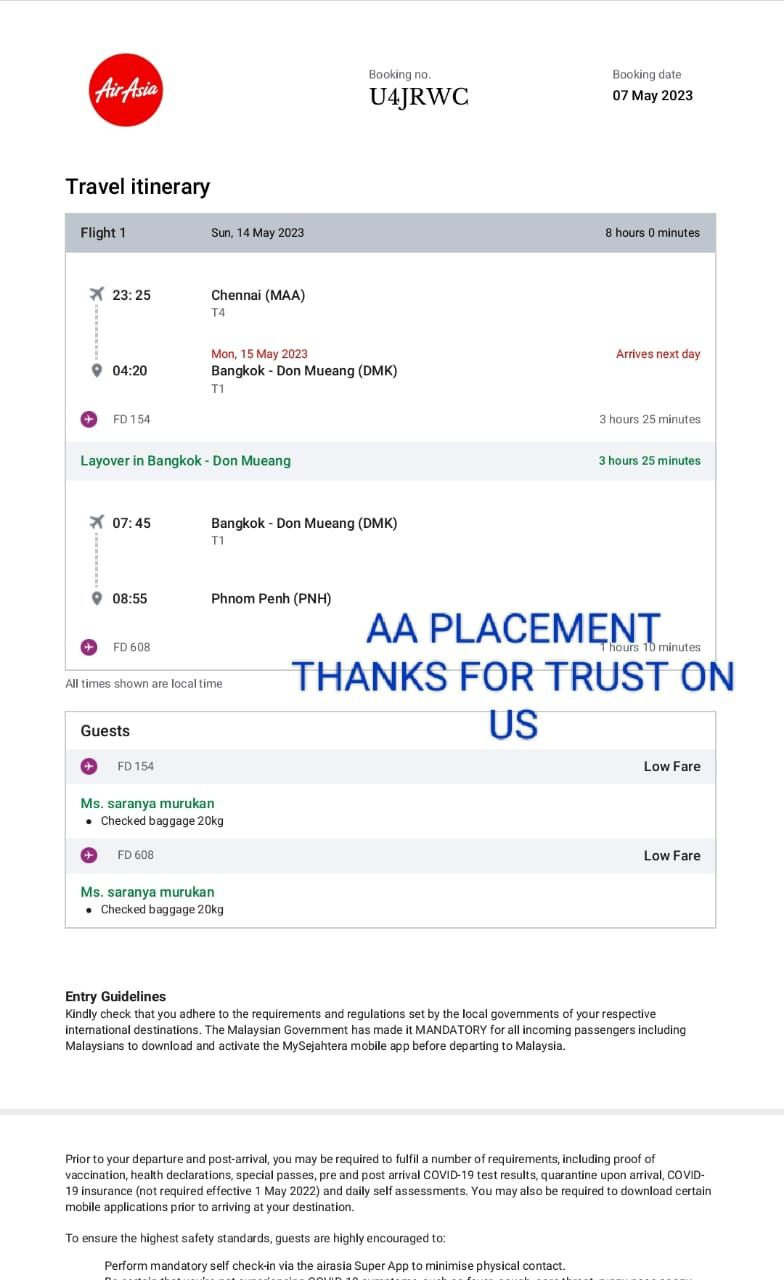 AirAsia
Booking no.
U4JRWC
Booking date
07 May 2023
Travel itinerary
Flight 1 Sun, 14 May 2023 8 hours 0 minutes
23:25 Chennai (MAA)
T4
Mon, 15 May 2023 Arrives next day
04:20 Bangkok - Don Mueang (DMK)
T1
FD 154 3 hours 25 minutes
Layover in Bangkok - Don Mueang 3 hours 25 minutes
07:45 Bangkok - Don Mueang (DMK)
T1
08:55 Phnom Penh (PNH)
FD 608 1 hours 10 minutes
AA PLACEMENT
THANKS FOR TRUST ON
US
All times shown are local time
Guests
FD 154 Low Fare
Ms. saranya murukan
• Checked baggage 20kg
FD 608 Low Fare
Ms. saranya murukan
• Checked baggage 20kg
Entry Guidelines
Kindly check that you adhere to the requirements and regulations set by the local governments of your respective
international destinations. The Malaysian Government has made it MANDATORY for all incoming passengers including
Malaysians to download and activate the MySejahtera mobile app before departing to Malaysia.
Prior to your departure and post-arrival, you may be required to fulfil a number of requirements, including proof of
vaccination, health declarations, special passes, pre and post arrival COVID-19 test results, quarantine upon arrival, COVID-
19 insurance (not required effective 1 May 2022) and daily self assessments. You may also be required to download certain
mobile applications prior to arriving at your destination.
To ensure the highest safety standards, guests are highly encouraged to:
Perform mandatory self check-in via the airasia Super App to minimise physical contact.